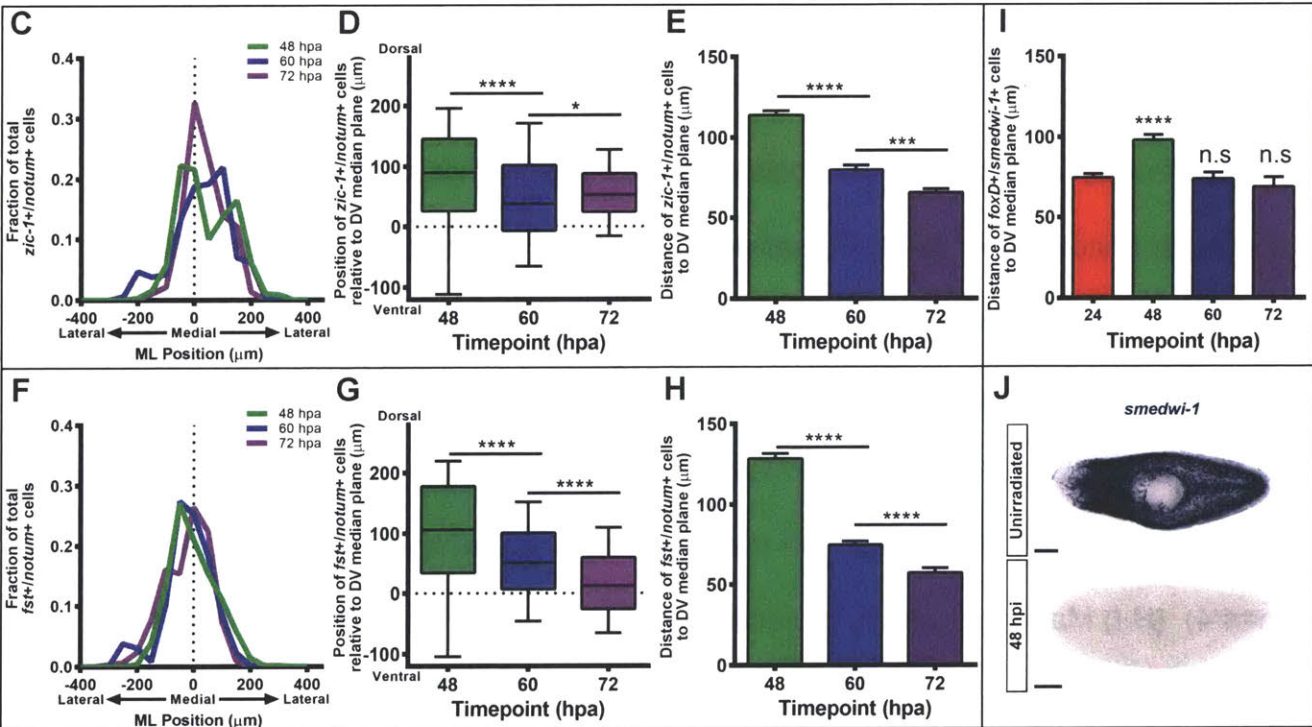 C
48 hpa
60 hpa
72 hpa
Fraction of total
zic-1+/notum+ cells
0.4
0.3
0.2
0.1
0.0
-400 -200 0 200 400
Lateral Medial Lateral
ML Position (μm)
D
Dorsal
Position of zic-1+/notum+ cells
relative to DV median plane (μm)
200
100
0
-100
Ventral
**** *
48 60 72
Timepoint (hpa)
E
Distance of zic-1+/notum+ cells
to DV median plane (μm)
150
100
50
0
**** ***
48 60 72
Timepoint (hpa)
F
48 hpa
60 hpa
72 hpa
Fraction of total
fst+/notum+ cells
0.4
0.3
0.2
0.1
0.0
-400 -200 0 200 400
Lateral Medial Lateral
ML Position (μm)
G
Dorsal
Position of fst+/notum+ cells
relative to DV median plane (μm)
200
100
0
-100
Ventral
**** ****
48 60 72
Timepoint (hpa)
H
Distance of fst+/notum+ cells
to DV median plane (μm)
150
100
50
0
**** ****
48 60 72
Timepoint (hpa)
I
Distance of foxD+/smedwi-1+ cells
to DV median plane (μm)
150
100
50
0
**** n.s n.s
24 48 60 72
Timepoint (hpa)
J
smedwi-1
Unirradiated
48 hpi